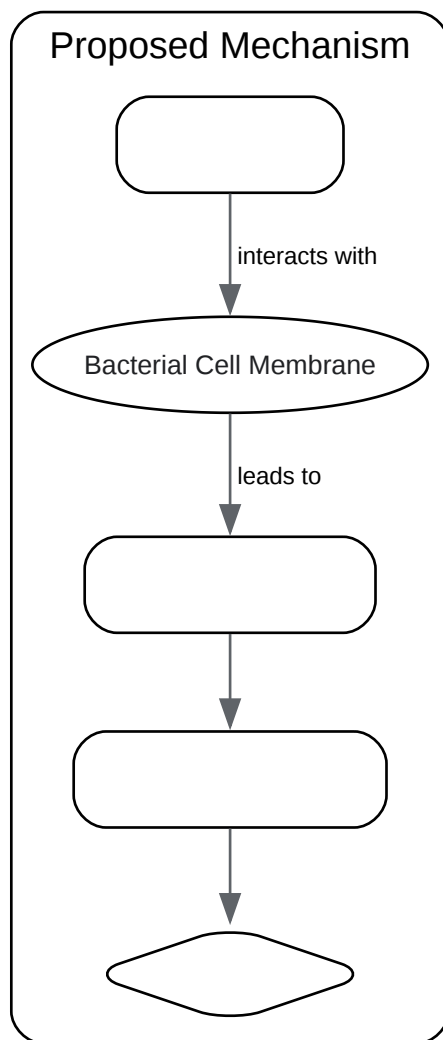 Proposed Mechanism
interacts with
Bacterial Cell Membrane
leads to